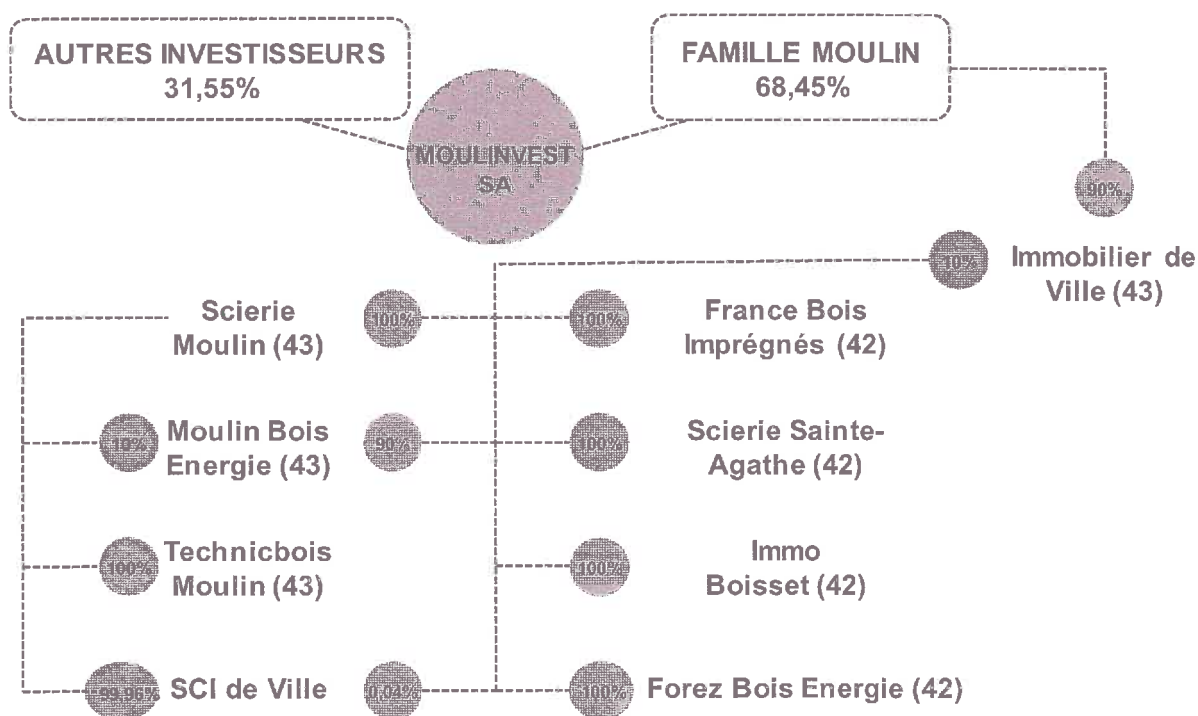 AUTRES INVESTISSEURS
31,55%
FAMILLE MOULIN
68,45%
MOULINVEST
SA
90%
10%
Immobilier de
Ville (43)
Scierie
Moulin (43)
100%
100%
France Bois
Imprégnés (42)
10%
Moulin Bois
Energie (43)
90%
100%
Scierie Sainte-
Agathe (42)
100%
Technicbois
Moulin (43)
100%
Immo
Boisset (42)
99,96%
SCI de Ville
0,04%
100%
Forez Bois Energie (42)